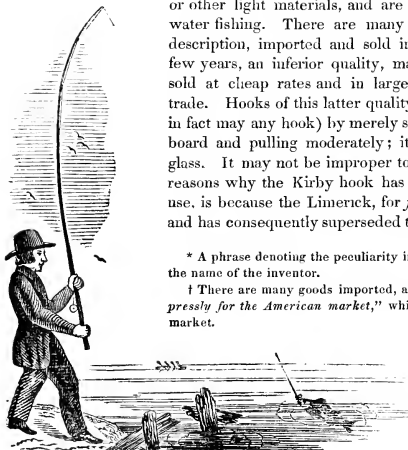 or other light materials, and are
water fishing. There are many
description, imported and sold in
few years, an inferior quality, ma
sold at cheap rates and in large
trade. Hooks of this latter quality
in fact may any hook) by merely s
board and pulling moderately; it
glass. It may not be improper to
reasons why the Kirby hook has
use, is because the Limerick, for
and has consequently superseded t
* A phrase denoting the peculiarity i
the name of the inventor.
† There are many goods imported, a
pressly for the American market," whi
market.